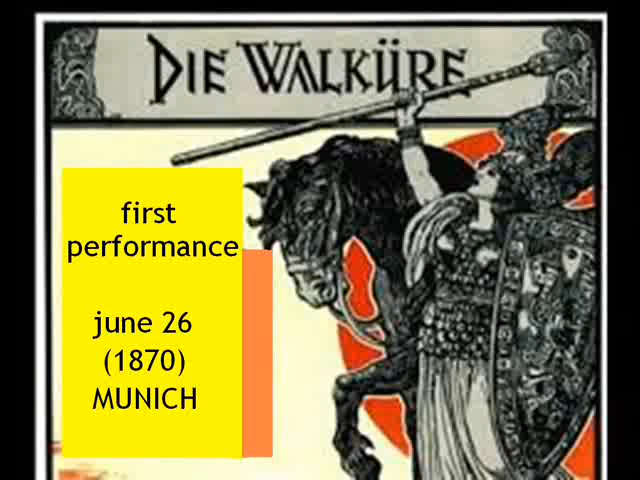 DIE WALKÜRE
first
performance
june 26
(1870)
MUNICH